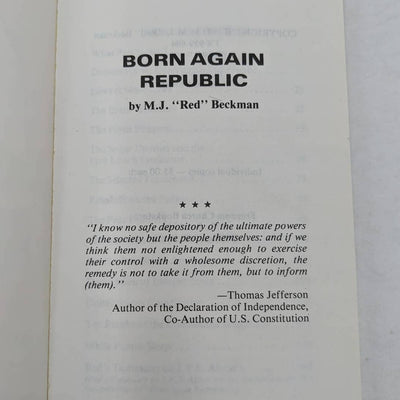 BORN AGAIN
REPUBLIC
by M.J. "Red" Beckman
* * *
"I know no safe depository of the ultimate powers
of the society but the people themselves: and if we
think them not enlightened enough to exercise
their control with a wholesome discretion, the
remedy is not to take it from them, but to inform
(them)."
—Thomas Jefferson
Author of the Declaration of Independence,
Co-Author of U.S. Constitution